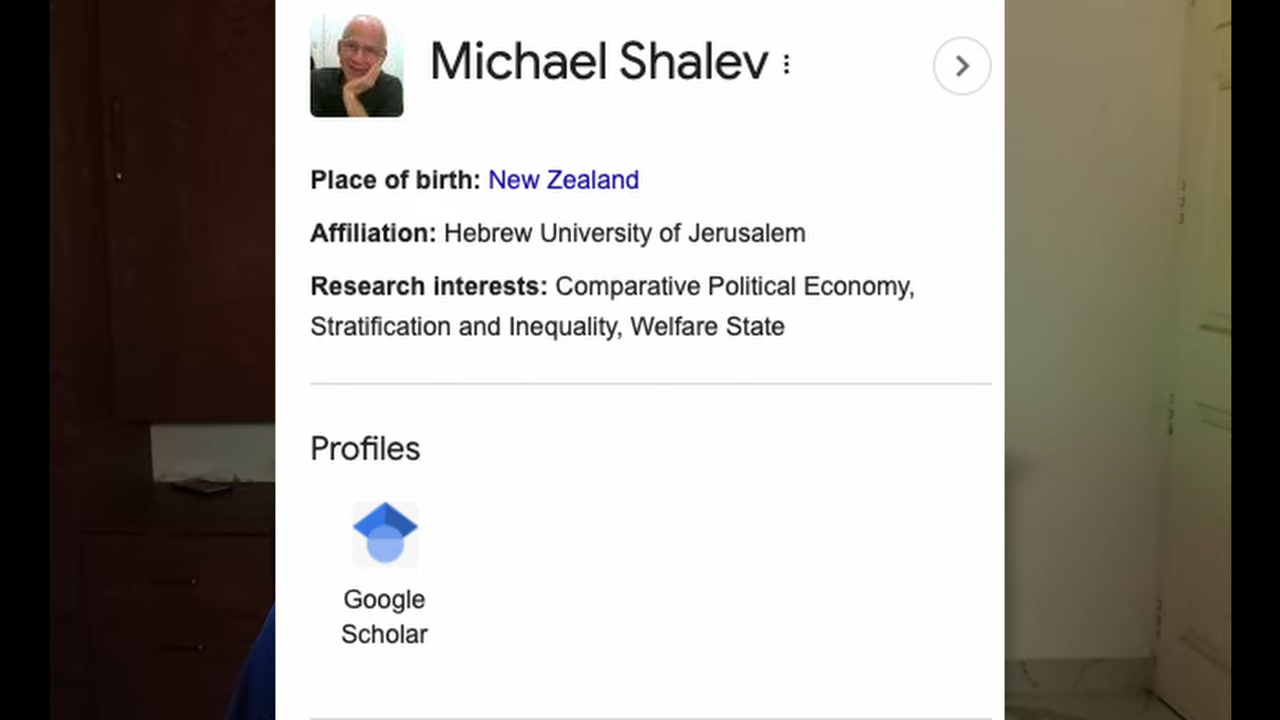 Michael Shalev
Place of birth: New Zealand
Affiliation: Hebrew University of Jerusalem
Research interests: Comparative Political Economy,
Stratification and Inequality, Welfare State
Profiles
Google
Scholar